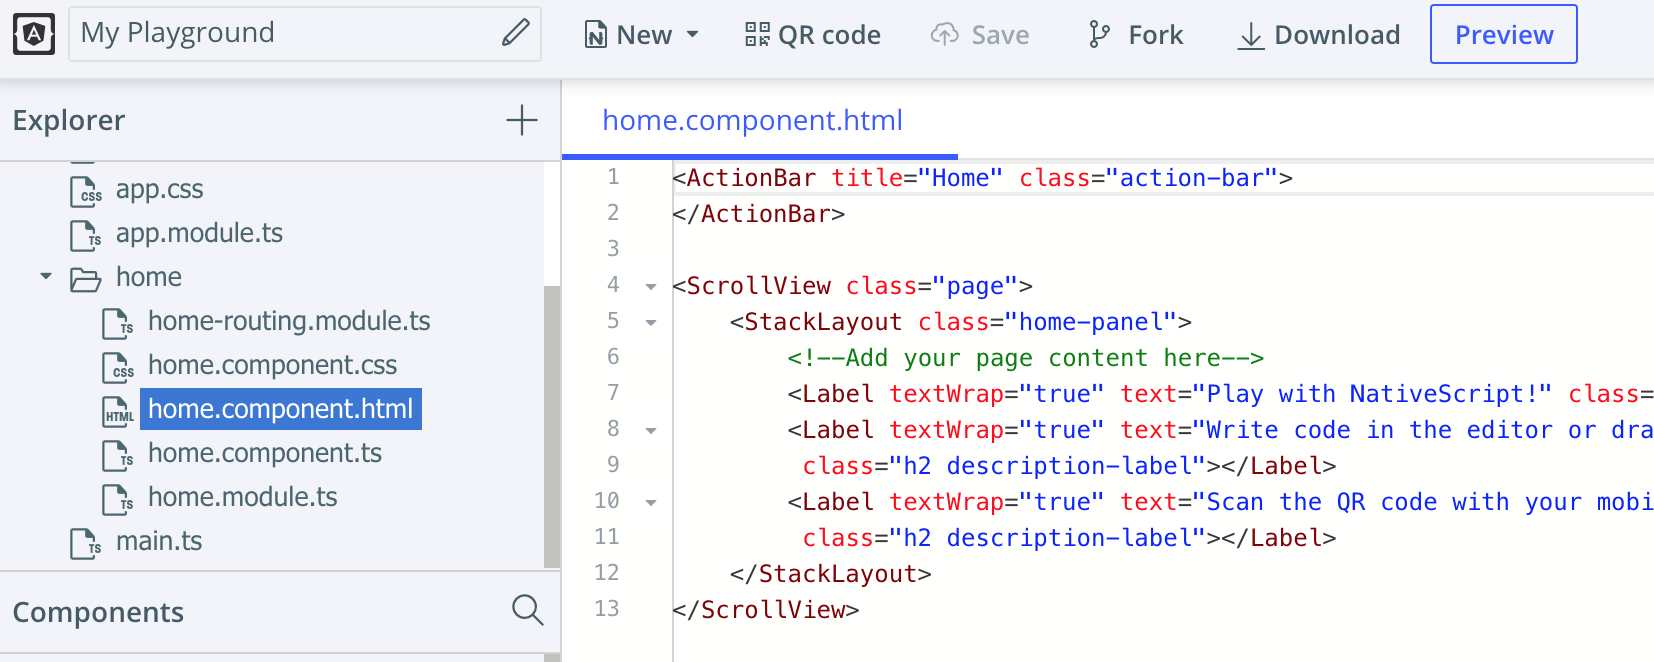 My Playground
New
QR code
Save
Fork
Download
Preview
Explorer
app.css
app.module.ts
home
home-routing.module.ts
home.component.css
home.component.html
home.component.ts
home.module.ts
main.ts
Components
home.component.html
1 <ActionBar title="Home" class="action-bar">
2 </ActionBar>
3
4 <ScrollView class="page">
5 <StackLayout class="home-panel">
6 <!--Add your page content here-->
7 <Label textWrap="true" text="Play with NativeScript!" class=
8 <Label textWrap="true" text="Write code in the editor or dra
9 class="h2 description-label"></Label>
10 <Label textWrap="true" text="Scan the QR code with your mobi
11 class="h2 description-label"></Label>
12 </StackLayout>
13 </ScrollView>